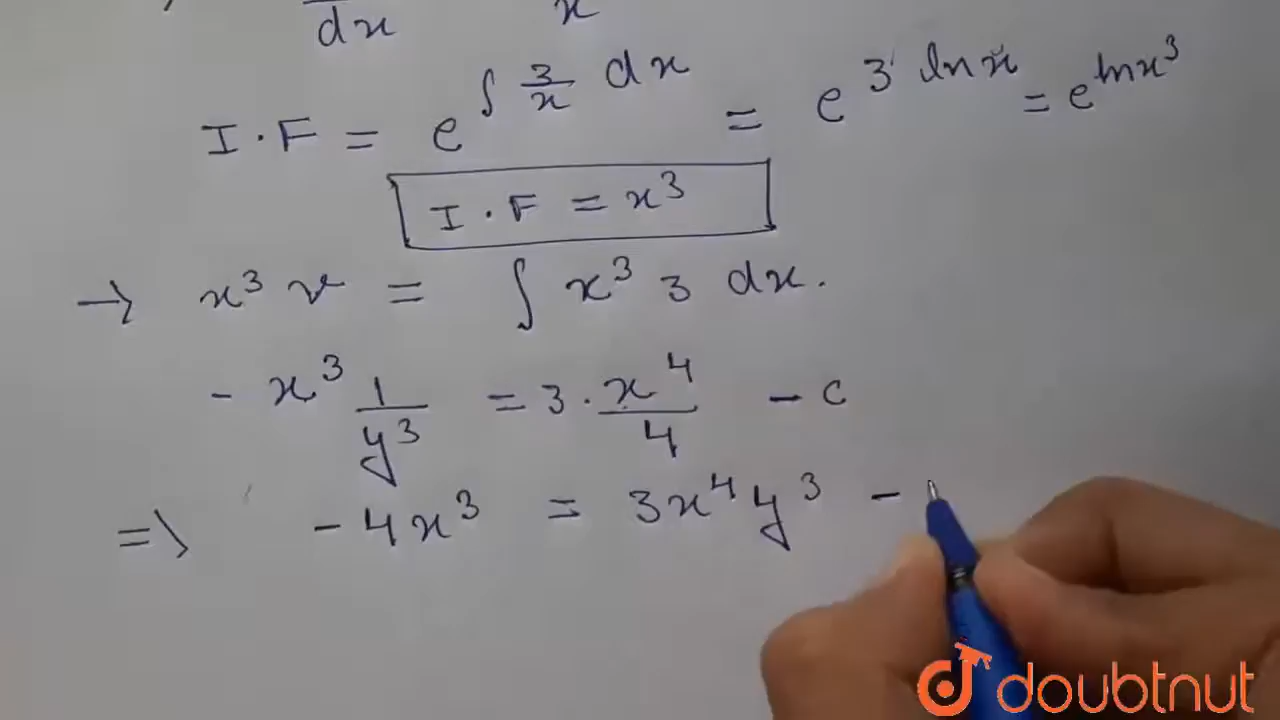 dx x
I.F = e^∫ 3/x dx = e^3 ln x = e^ln x^3
I.F = x^3
→ x^3 v = ∫ x^3 3 dx.
- x^3 1/y^3 = 3 . x^4/4 - c
⇒ - 4x^3 = 3x^4 y^3 -
doubtnut